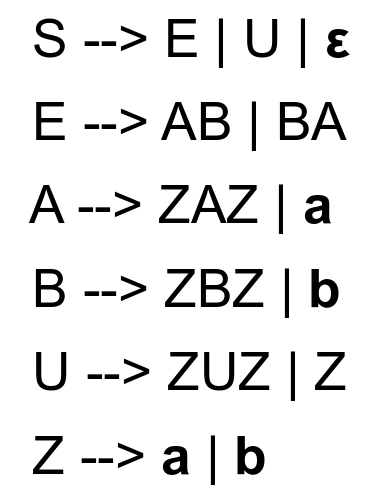 S --> E | U | ε
E --> AB | BA
A --> ZAZ | a
B --> ZBZ | b
U --> ZUZ | Z
Z --> a | b